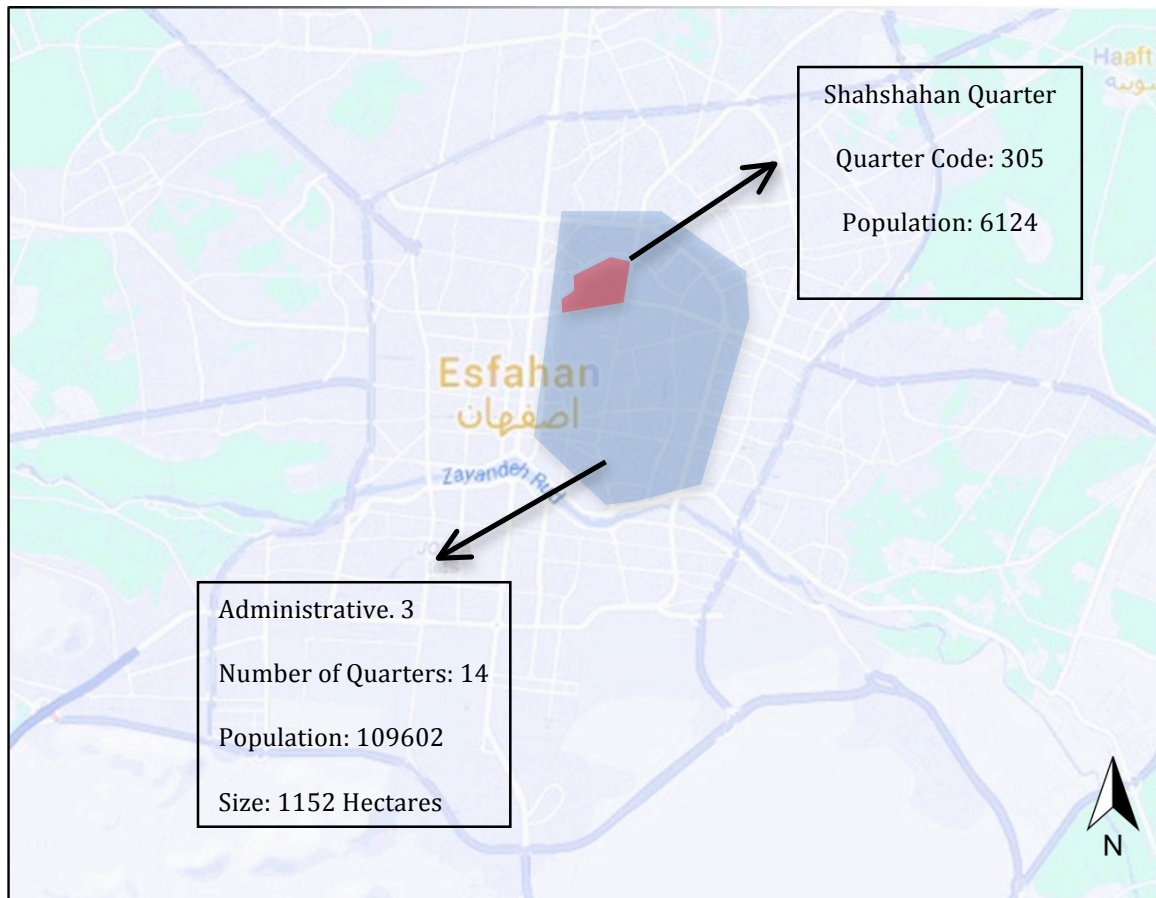 Haaft
Shahshahan Quarter
Quarter Code: 305
Population: 6124
Esfahan
اصفهان
Zayandeh Rud
Administrative. 3
Number of Quarters: 14
Population: 109602
Size: 1152 Hectares
N